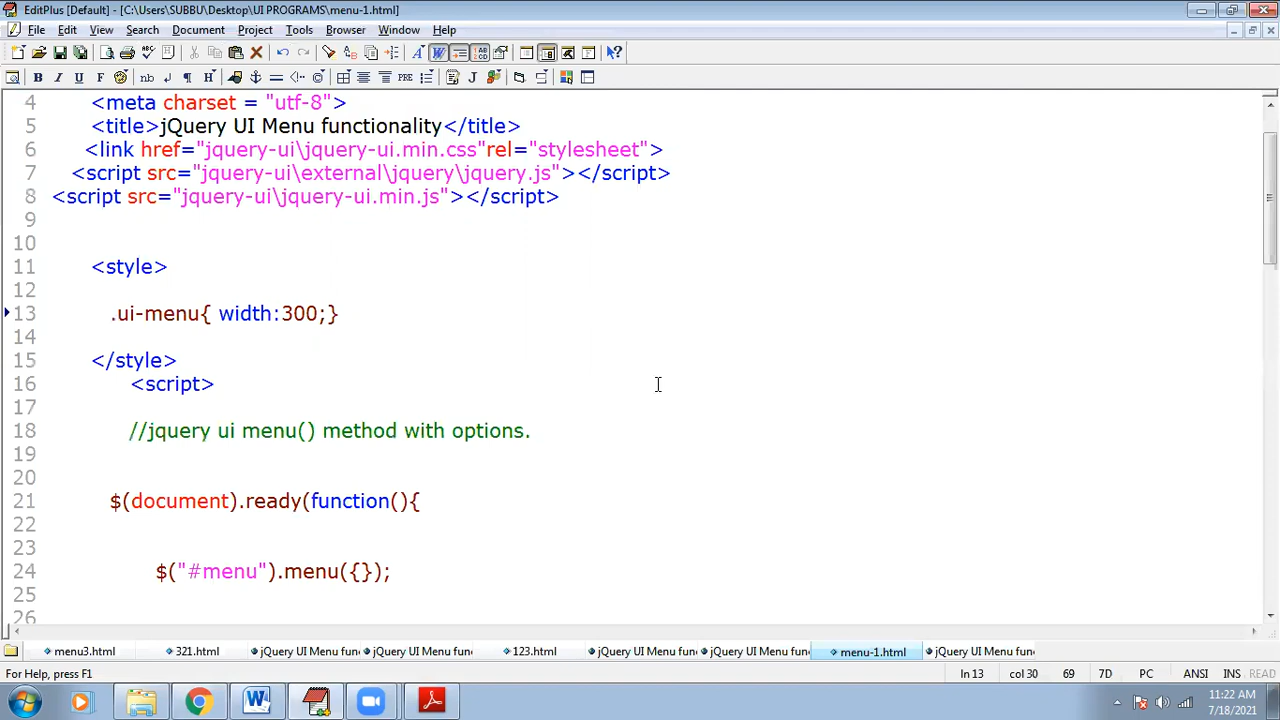 EditPlus [Default] - [C:\Users\SUBBU\Desktop\UI PROGRAMS\menu-1.html]
File Edit View Search Document Project Tools Browser Window Help
4 <meta charset = "utf-8">
5 <title>jQuery UI Menu functionality</title>
6 <link href="jquery-ui\jquery-ui.min.css"rel="stylesheet">
7 <script src="jquery-ui\external\jquery\jquery.js"></script>
8 <script src="jquery-ui\jquery-ui.min.js"></script>
9
10
11 <style>
12
13 .ui-menu{ width:300;}
14
15 </style>
16 <script>
17
18 //jquery ui menu() method with options.
19
20
21 $(document).ready(function(){
22
23
24 $("#menu").menu({});
25
26
menu3.html 321.html jQuery UI Menu fun jQuery UI Menu func 123.html jQuery UI Menu fun jQuery UI Menu fun menu-1.html jQuery UI Menu fun
For Help, press F1 ln 13 col 30 69 7D PC ANSI INS READ
11:22 AM
7/18/2021